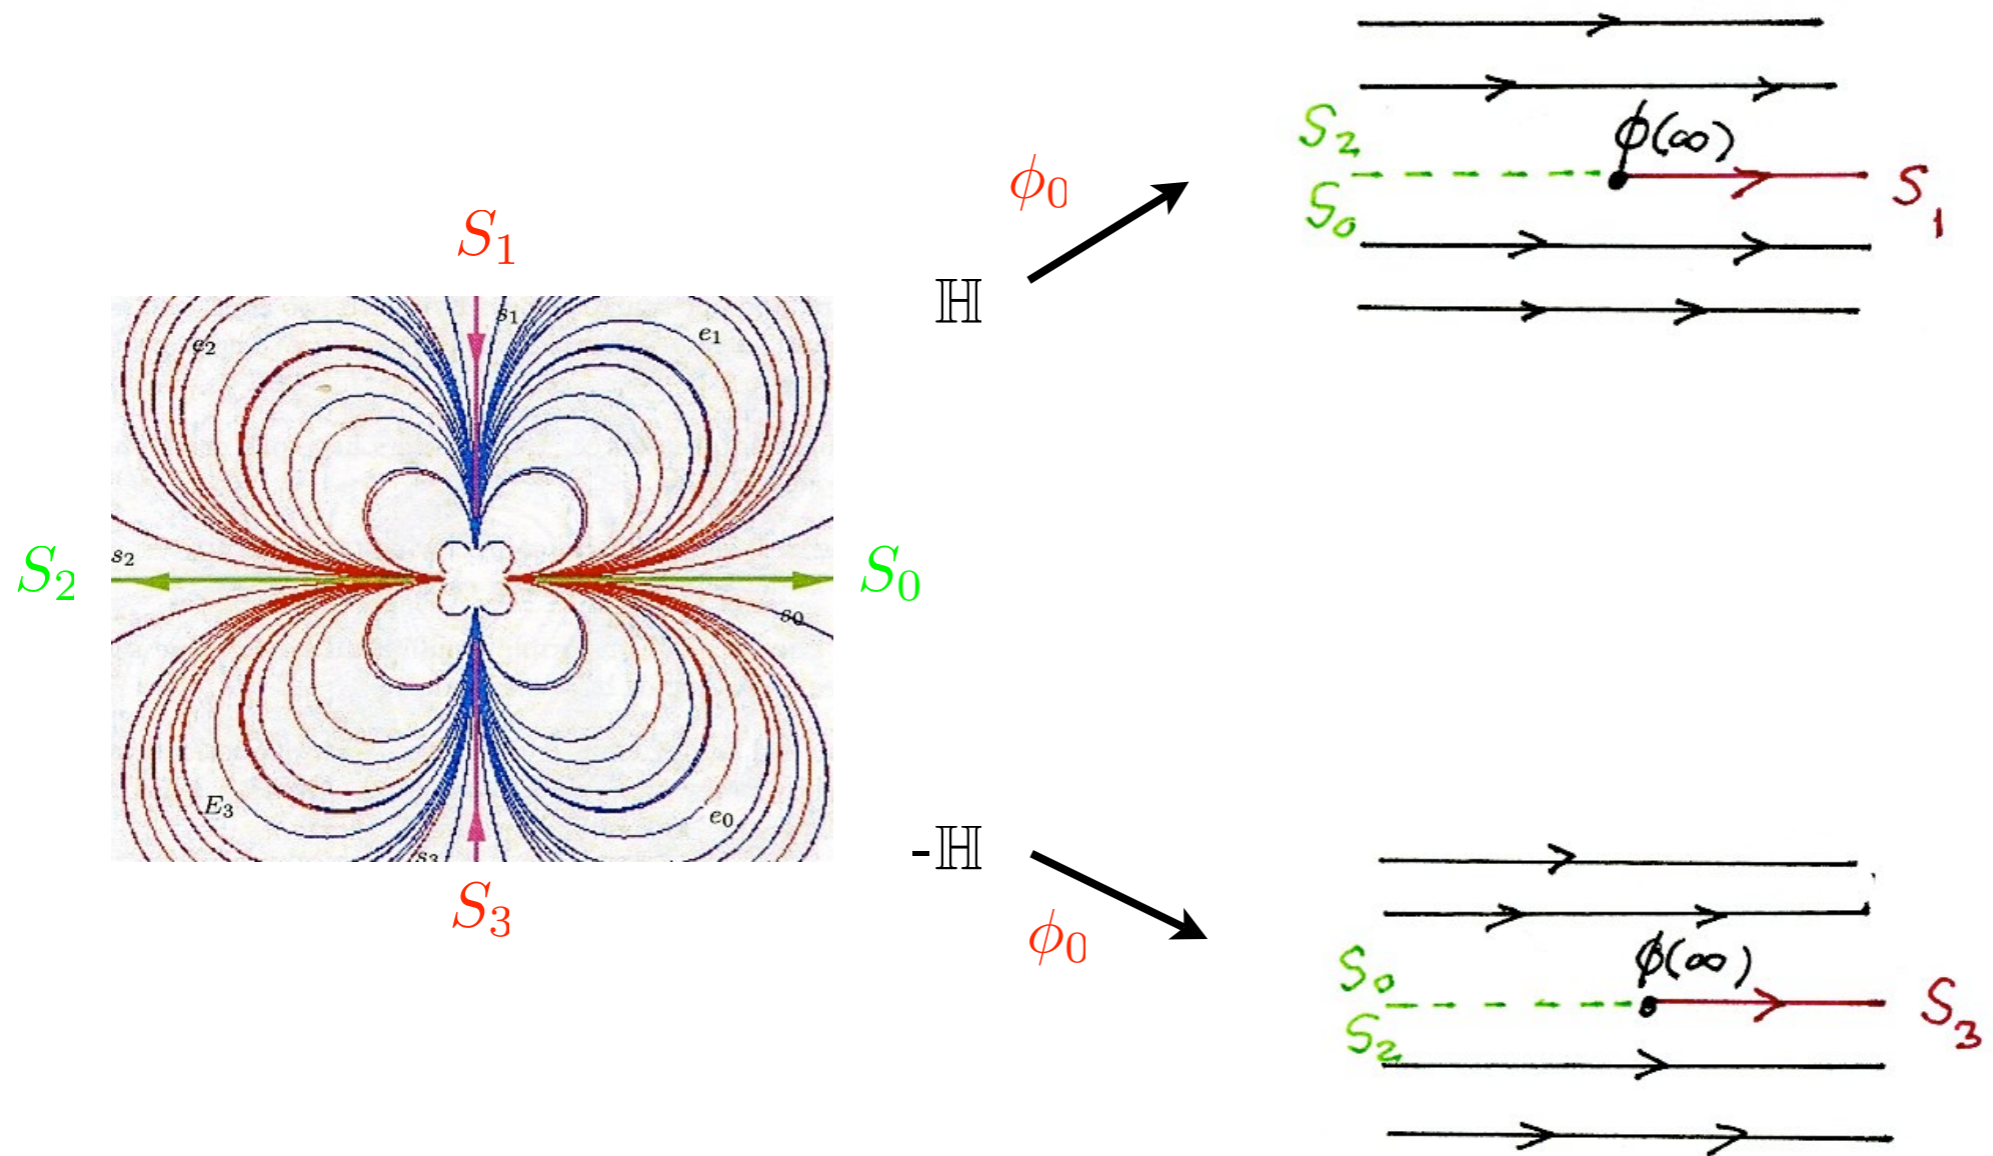 S₁
s₁
e₂
e₁
s₂
S₂
S₀
s₀
E₃
e₀
s₃
S₃
ϕ₀
ℍ
-ℍ
ϕ₀
S₂
ϕ(∞)
S₀
S₁
S₀
ϕ(∞)
S₂
S₃